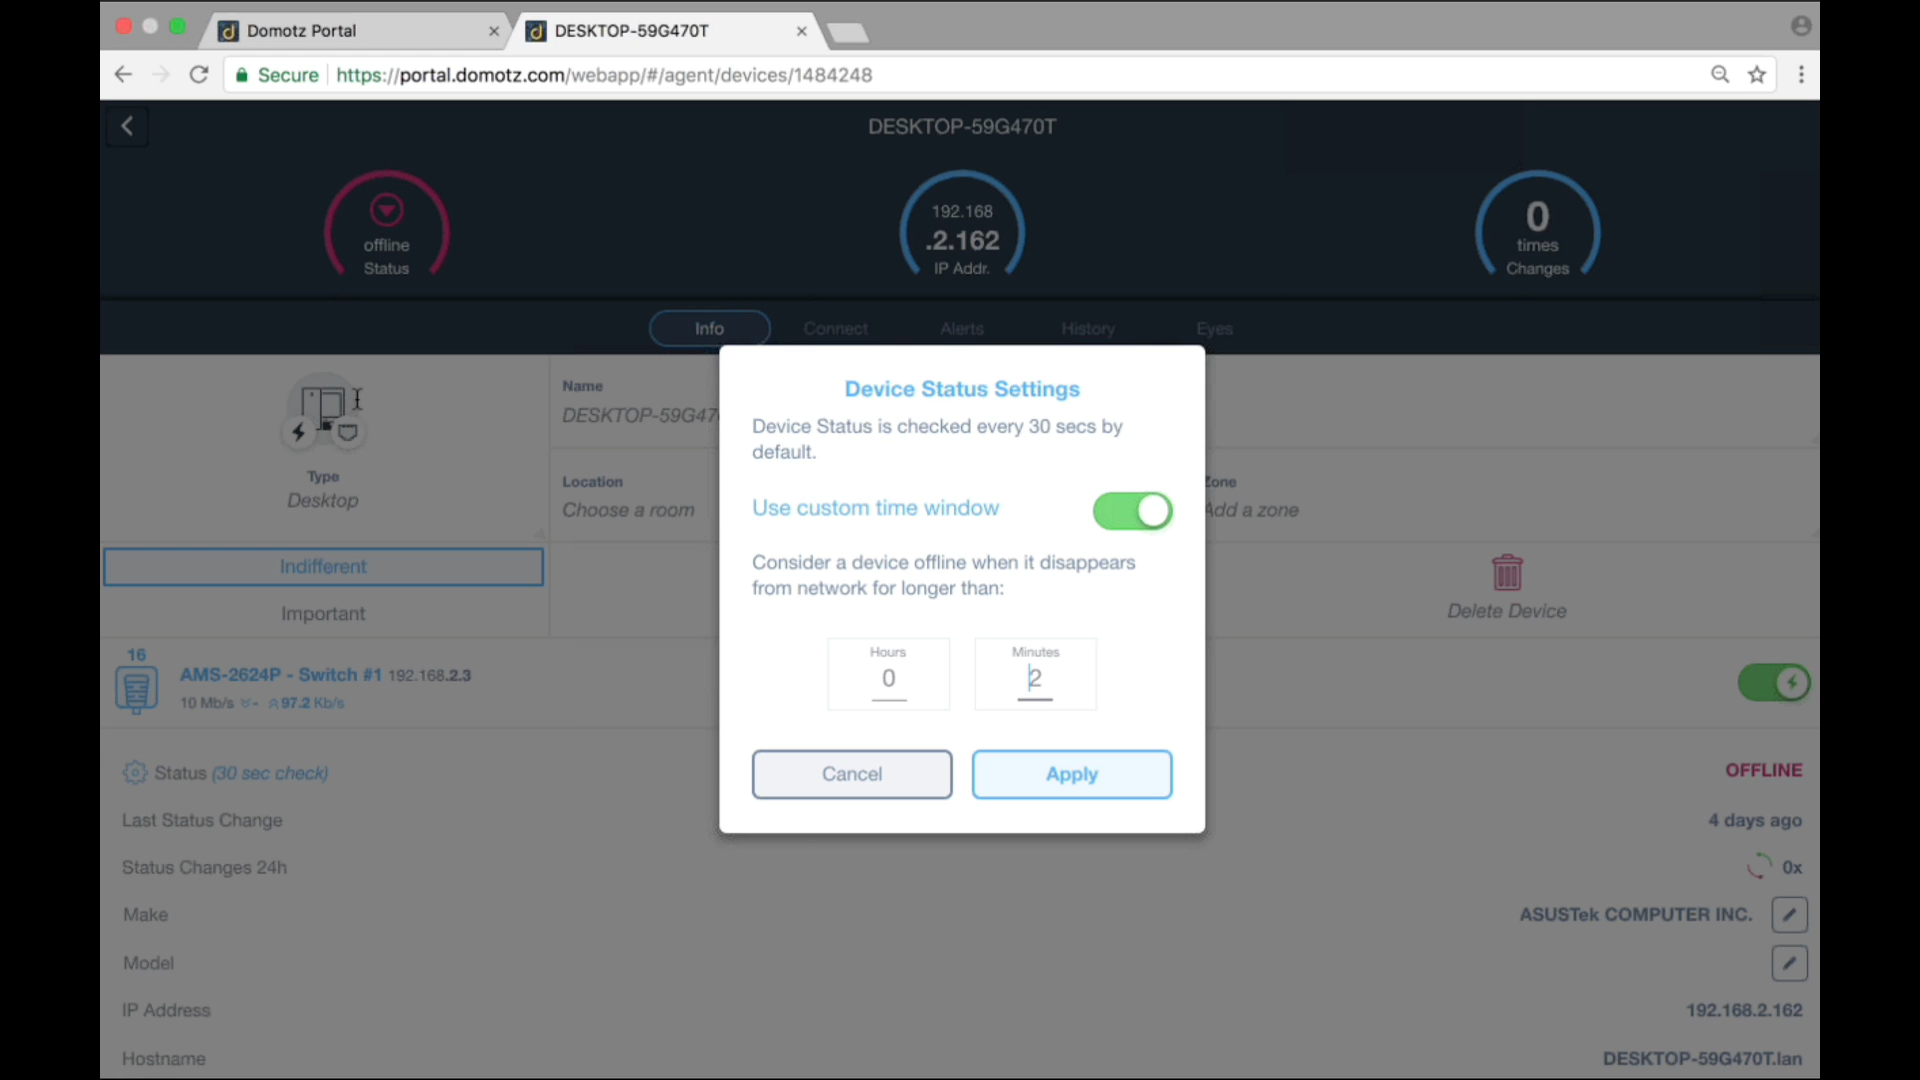 Domotz Portal
DESKTOP-59G470T
Secure
https://portal.domotz.com/webapp/#/agent/devices/1484248
DESKTOP-59G470T
offline
Status
192.168
.2.162
IP Addr.
0
times
Changes
Info
Connect
Alerts
History
Eyes
Type
Desktop
Name
DESKTOP-59G47
Location
Choose a room
Zone
Add a zone
Indifferent
Important
Delete Device
Device Status Settings
Device Status is checked every 30 secs by
default.
Use custom time window
Consider a device offline when it disappears
from network for longer than:
Hours
0
Minutes
2
Cancel
Apply
16
AMS-2624P - Switch #1 192.168.2.3
10 Mb/s - 97.2 Kb/s
Status (30 sec check)
OFFLINE
Last Status Change
4 days ago
Status Changes 24h
0x
Make
ASUSTek COMPUTER INC.
Model
IP Address
192.168.2.162
Hostname
DESKTOP-59G470T.lan